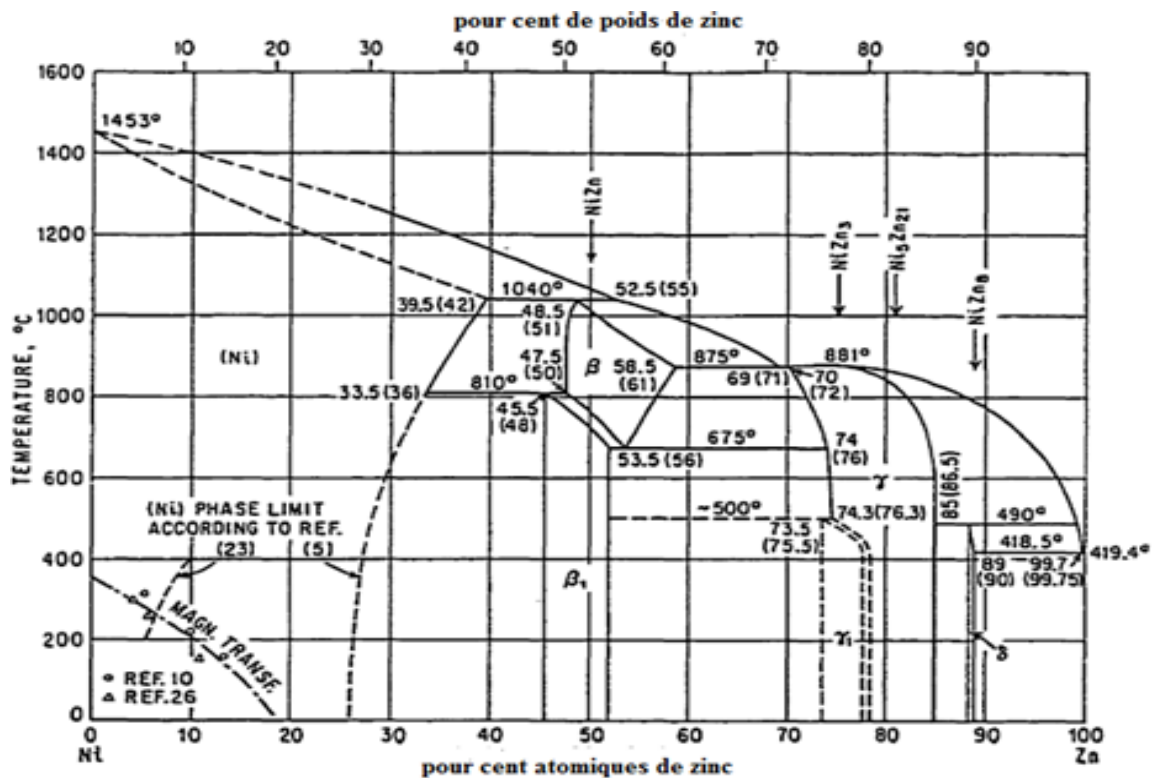 pour cent de poids de zinc
10 20 30 40 50 60 70 80 90
1600
1453°
1400
NiZn
1200
NiZn3
Ni5Zn21
NiZn8
1040° 52.5 (55)
39.5 (42)
1000
48.5
(51)
(Ni)
47.5
(50)
β
58.5
(61)
875° 881°
69 (71) 70
(72)
33.5 (36) 810°
800
45.5
(48)
675° 74
(76)
53.5 (56)
600
γ
85 (86.5)
~500° 74.3(76.3) 490°
(Ni) PHASE LIMIT
ACCORDING TO REF.
(23) (5)
73.5
(75.5)
418.5°
419.4°
400
89 99.7
(90) (99.75)
β1
MAGN. TRANSF.
200
γ1
δ
REF. 10
REF. 26
0
TEMPERATURE, °C
0 10 20 30 40 50 60 70 80 90 100
Ni Zn
pour cent atomiques de zinc